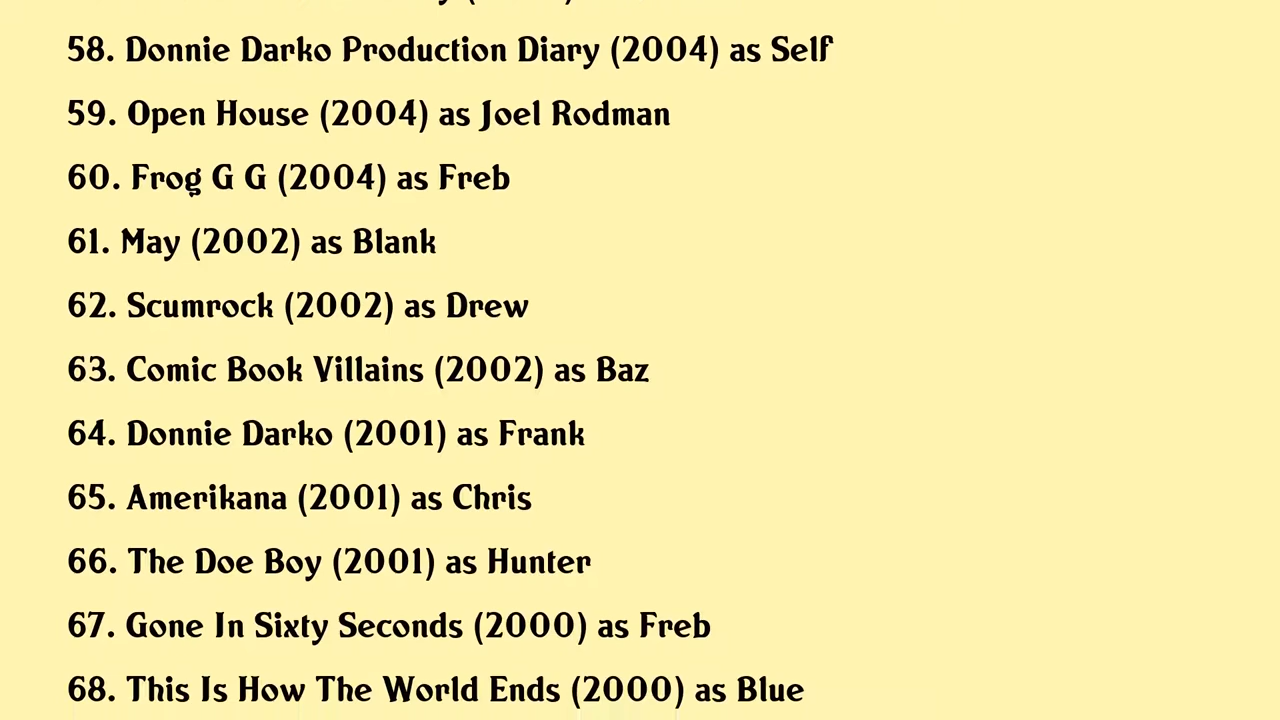 58. Donnie Darko Production Diary (2004) as Self
59. Open House (2004) as Joel Rodman
60. Frog G G (2004) as Freb
61. May (2002) as Blank
62. Scumrock (2002) as Drew
63. Comic Book Villains (2002) as Baz
64. Donnie Darko (2001) as Frank
65. Amerikana (2001) as Chris
66. The Doe Boy (2001) as Hunter
67. Gone In Sixty Seconds (2000) as Freb
68. This Is How The World Ends (2000) as Blue